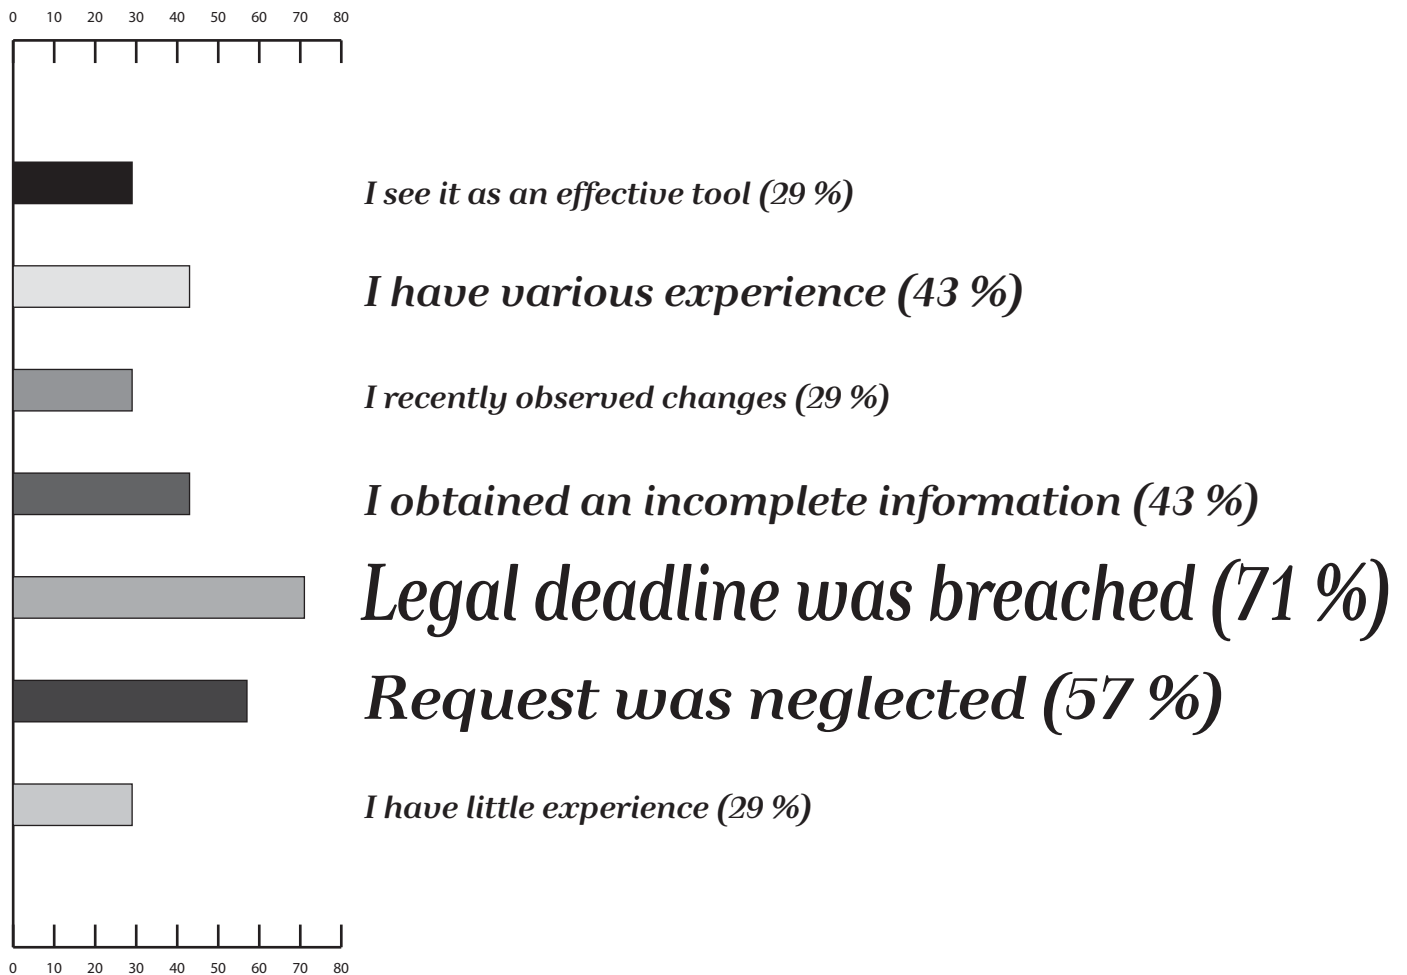 0 10 20 30 40 50 60 70 80
I see it as an effective tool (29 %)
I have various experience (43 %)
I recently observed changes (29 %)
I obtained an incomplete information (43 %)
Legal deadline was breached (71 %)
Request was neglected (57 %)
I have little experience (29 %)
0 10 20 30 40 50 60 70 80